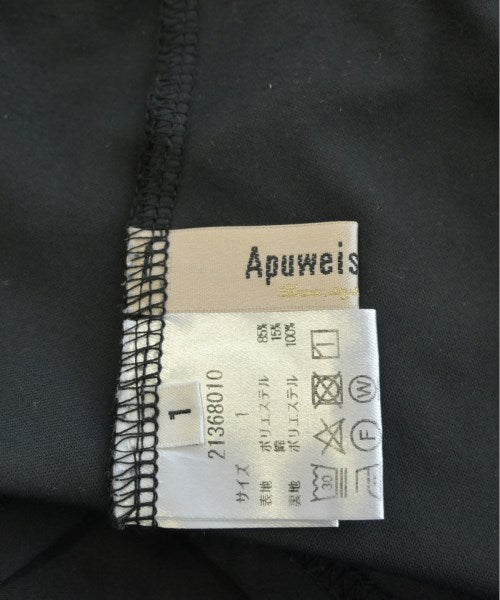 Apuweis
1
21368010
サイズ 1
表地 ポリエステル 85%
綿 15%
裏地 ポリエステル 100%
30
W
F